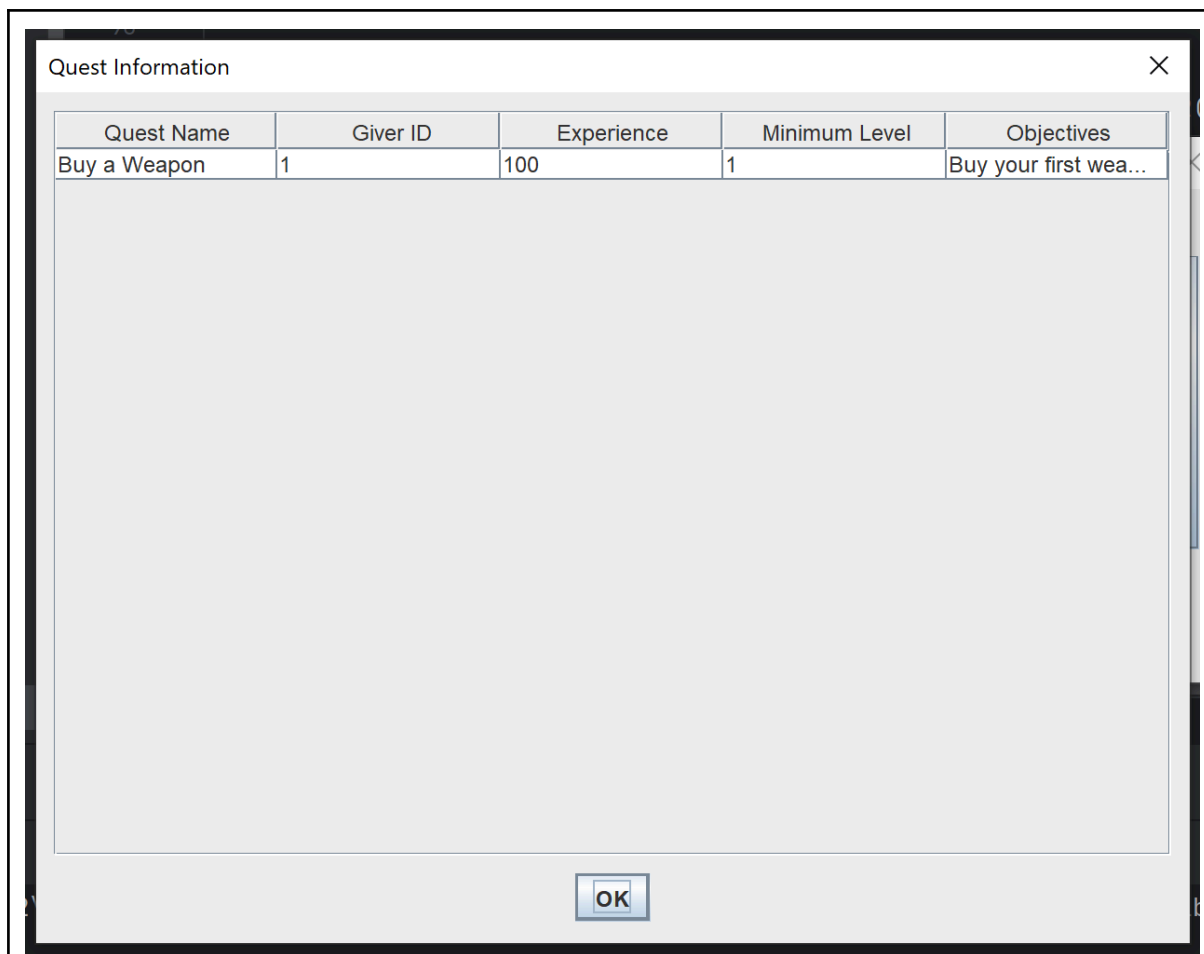 Quest Information
Quest Name Giver ID Experience Minimum Level Objectives
Buy a Weapon 1 100 1 Buy your first wea...
OK